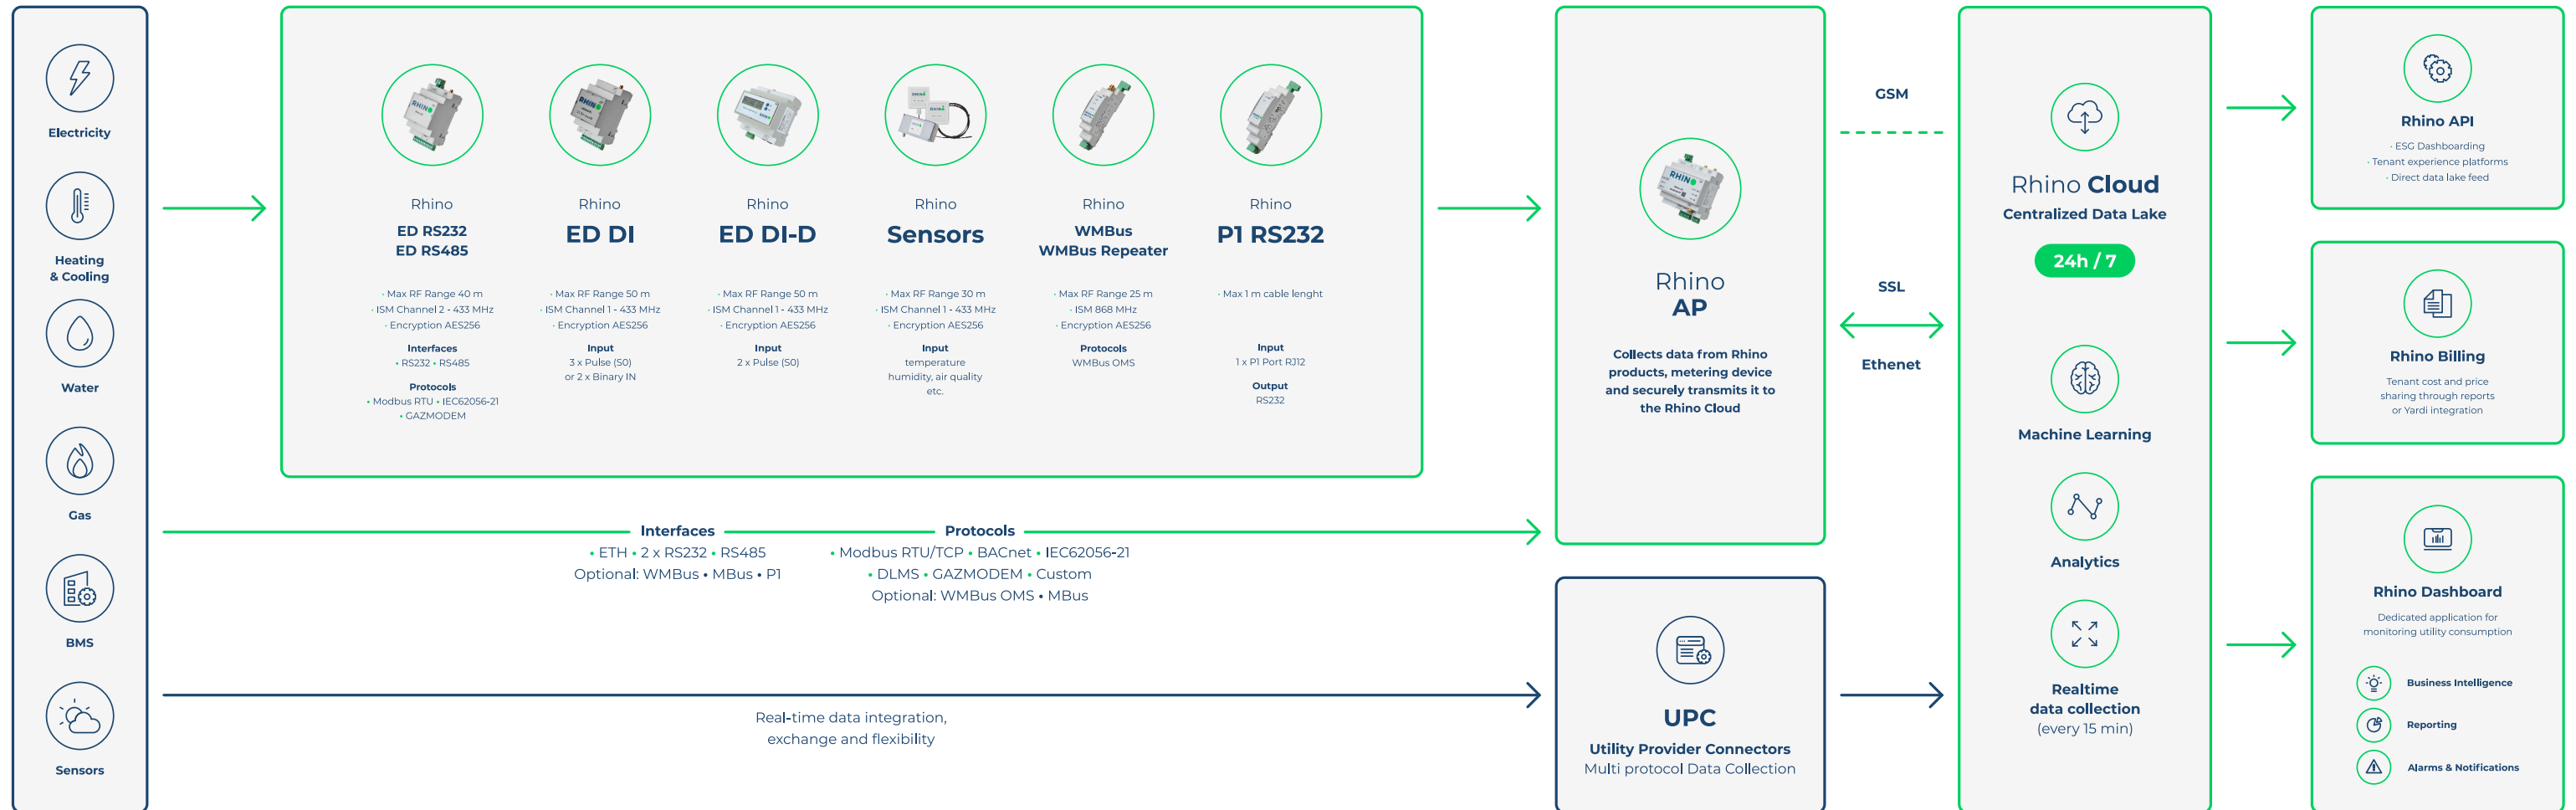 Electricity
Heating
& Cooling
Water
Gas
BMS
Sensors
Rhino
ED RS232
ED RS485
· Max RF Range 40 m
· ISM Channel 2 - 433 MHz
· Encryption AES256
Interfaces
• RS232 • RS485
Protocols
• Modbus RTU • IEC62056-21
• GAZMODEM
Rhino
ED DI
· Max RF Range 50 m
· ISM Channel 1 - 433 MHz
· Encryption AES256
Input
3 x Pulse (S0)
or 2 x Binary IN
Rhino
ED DI-D
· Max RF Range 50 m
· ISM Channel 1 - 433 MHz
· Encryption AES256
Input
2 x Pulse (S0)
Rhino
Sensors
· Max RF Range 30 m
· ISM Channel 1 - 433 MHz
· Encryption AES256
Input
temperature
humidity, air quality
etc.
Rhino
WMBus
WMBus Repeater
· Max RF Range 25 m
· ISM 868 MHz
· Encryption AES256
Protocols
WMBus OMS
Rhino
P1 RS232
· Max 1 m cable lenght
Input
1 x P1 Port RJ12
Output
RS232
Interfaces
• ETH • 2 x RS232 • RS485
Optional: WMBus • MBus • P1
Protocols
• Modbus RTU/TCP • BACnet • IEC62056-21
• DLMS • GAZMODEM • Custom
Optional: WMBus OMS • MBus
Real-time data integration,
exchange and flexibility
RHINO
Rhino
AP
Collects data from Rhino
products, metering device
and securely transmits it to
the Rhino Cloud
UPC
Utility Provider Connectors
Multi protocol Data Collection
GSM
SSL
Ethenet
Rhino Cloud
Centralized Data Lake
24h / 7
Machine Learning
Analytics
Realtime
data collection
(every 15 min)
Rhino API
· ESG Dashboarding
· Tenant experience platforms
· Direct data lake feed
Rhino Billing
Tenant cost and price
sharing through reports
or Yardi integration
Rhino Dashboard
Dedicated application for
monitoring utility consumption
Business Intelligence
Reporting
Alarms & Notifications